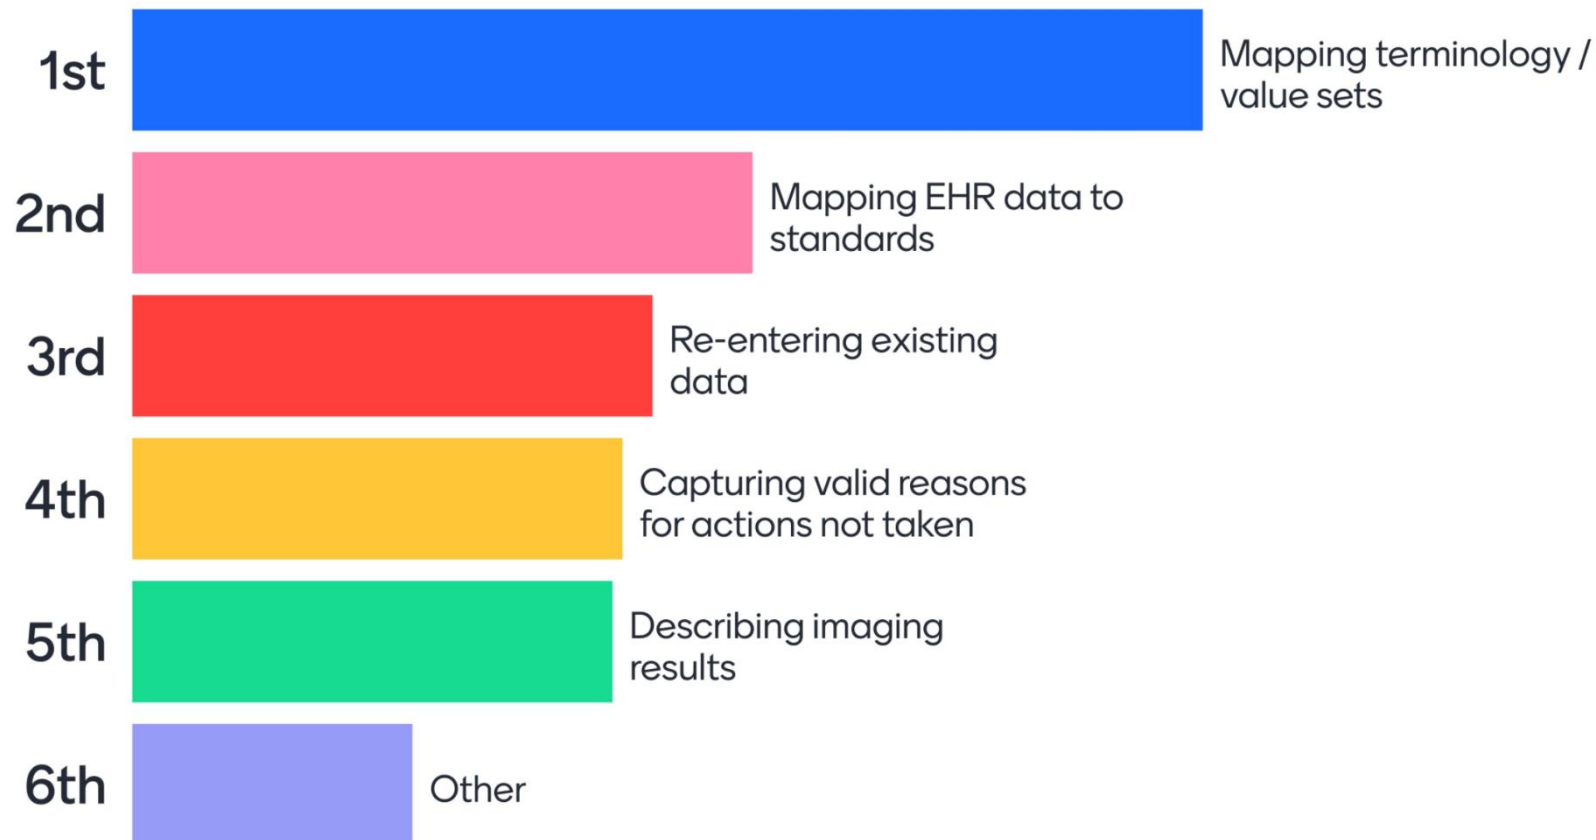 1st
Mapping terminology /
value sets
2nd
Mapping EHR data to
standards
3rd
Re-entering existing
data
4th
Capturing valid reasons
for actions not taken
5th
Describing imaging
results
6th
Other